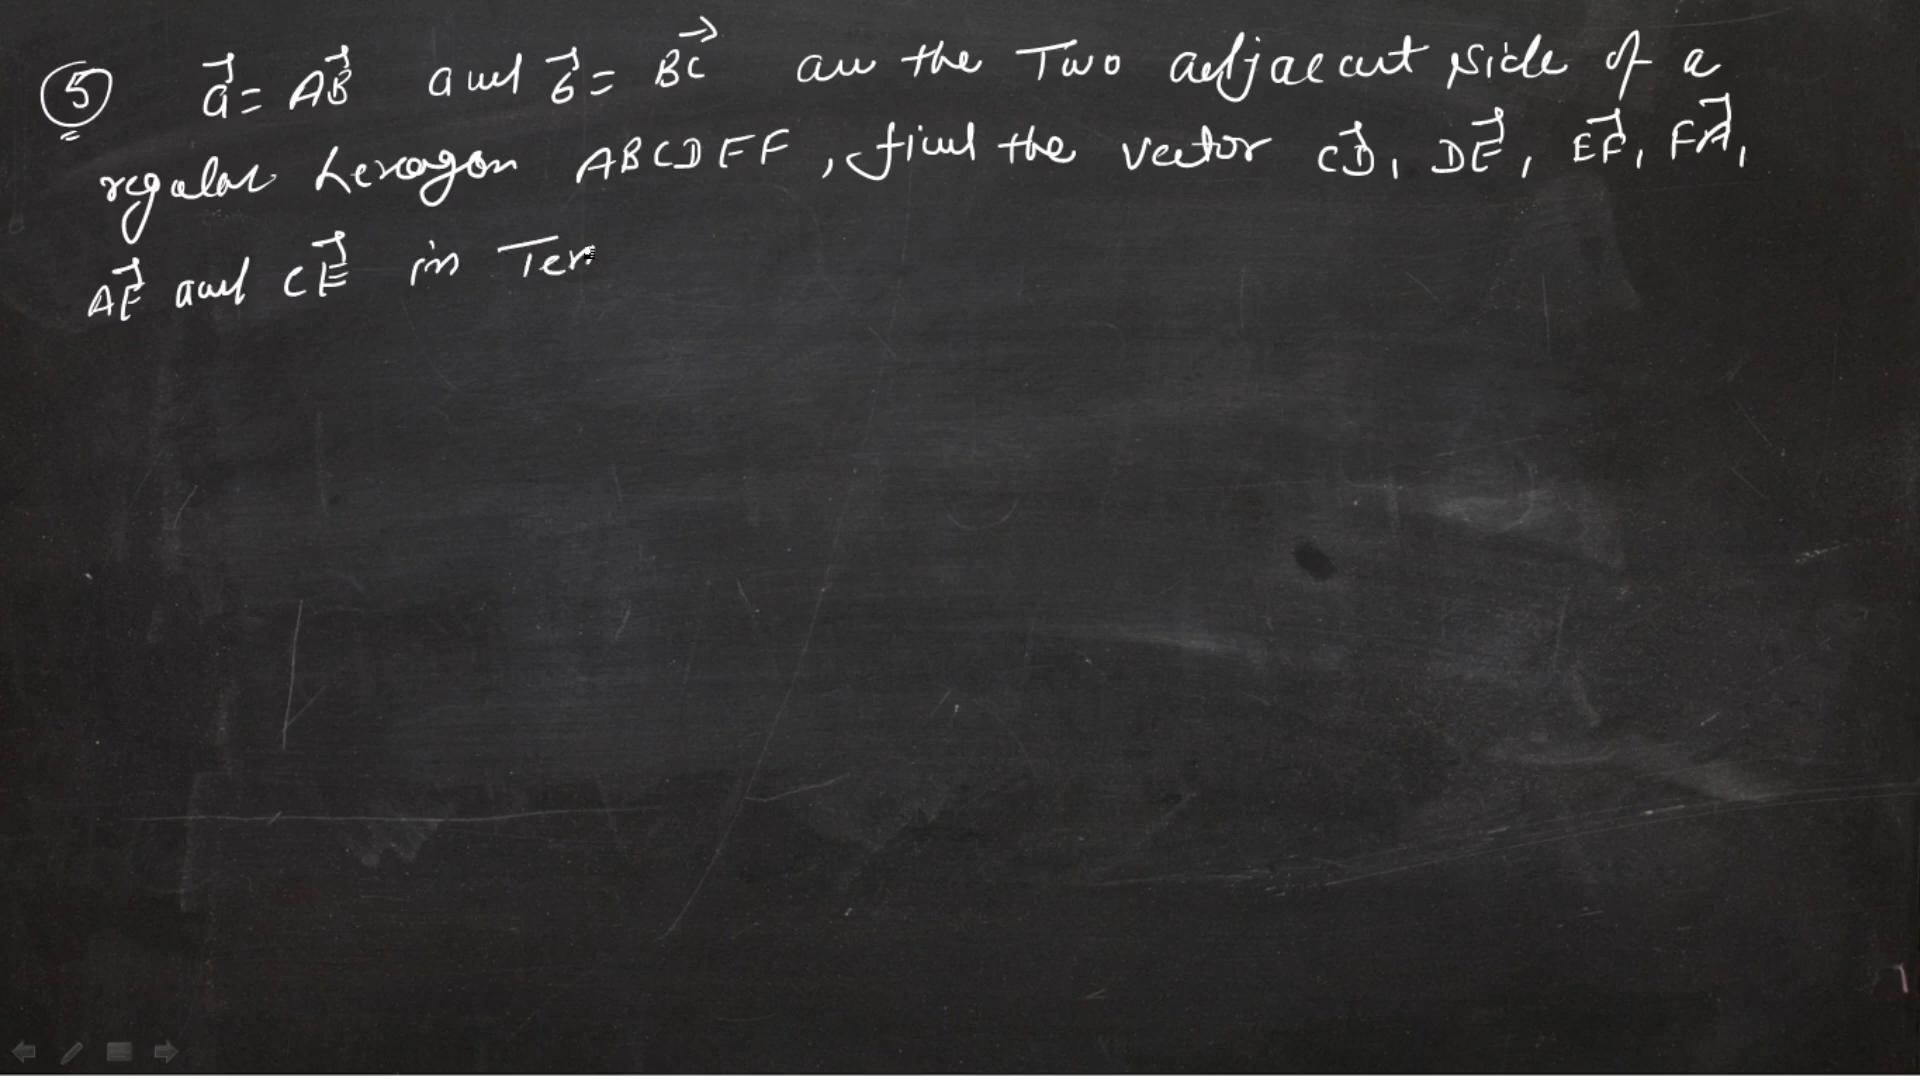 5 a⃗ = AB⃗ and b⃗ = BC⃗ are the Two adjacent side of a
regular hexagon ABCDEF, find the vector CD⃗, DE⃗, EF⃗, FA⃗,
AE⃗ and CE⃗ in Ter